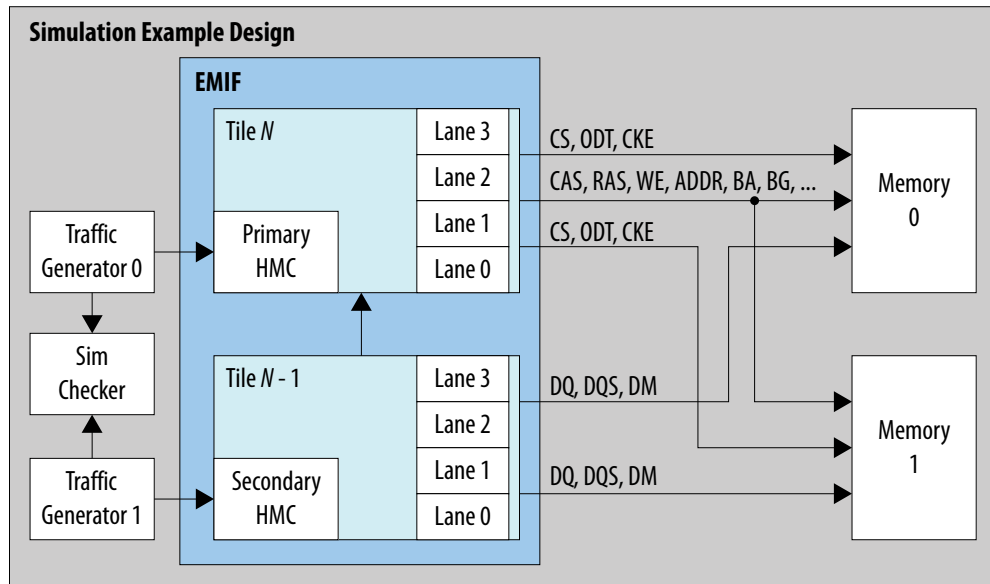 Simulation Example Design
EMIF
Tile N
Lane 3
Lane 2
Lane 1
Lane 0
Primary
HMC
CS, ODT, CKE
CAS, RAS, WE, ADDR, BA, BG, ...
CS, ODT, CKE
Memory
0
Traffic
Generator 0
Sim
Checker
Traffic
Generator 1
Tile N - 1
Lane 3
Lane 2
Lane 1
Lane 0
Secondary
HMC
DQ, DQS, DM
DQ, DQS, DM
Memory
1